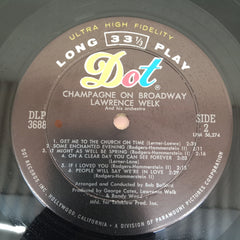 ULTRA HIGH FIDELITY
LONG 33⅓ PLAY
Dot
CHAMPAGNE ON BROADWAY
LAWRENCE WELK
And his orchestra
DLP
3688
SIDE
2
1. GET ME TO THE CHURCH ON TIME (Lerner-Loewe)
2. SOME ENCHANTED EVENING (Rodgers-Hammerstein II)
3. IT MIGHT AS WELL BE SPRING (Rodgers-Hammerstein II)
4. ON A CLEAR DAY YOU CAN SEE FOREVER
5. IF I LOVED YOU (Rodgers-Hammerstein II)
6. PEOPLE WILL SAY WE'RE IN LOVE
Arranged and Conducted by Bob Ballard
Produced by George Cates, Lawrence Welk
& Randy Wood
DOT RECORDS, INC. HOLLYWOOD, CALIFORNIA • A DIVISION OF PARAMOUNT PICTURES CORPORATION